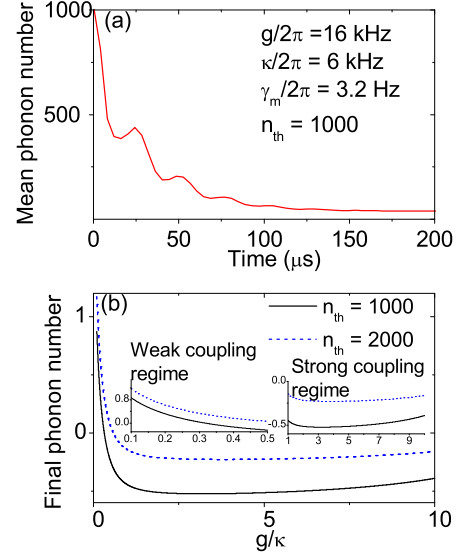 (a)
g/2π =16 kHz
κ/2π = 6 kHz
γm/2π = 3.2 Hz
nth = 1000
Mean phonon number
1000
500
0 50 100 150 200
Time (μs)
(b)
nth = 1000
nth = 2000
Final phonon number
1
0
Weak coupling
regime
0.8
0.0
0.1 0.2 0.3 0.4 0.5
Strong coupling
regime
0.0
-0.5
1 3 5 7 9
0 5 10
g/κ